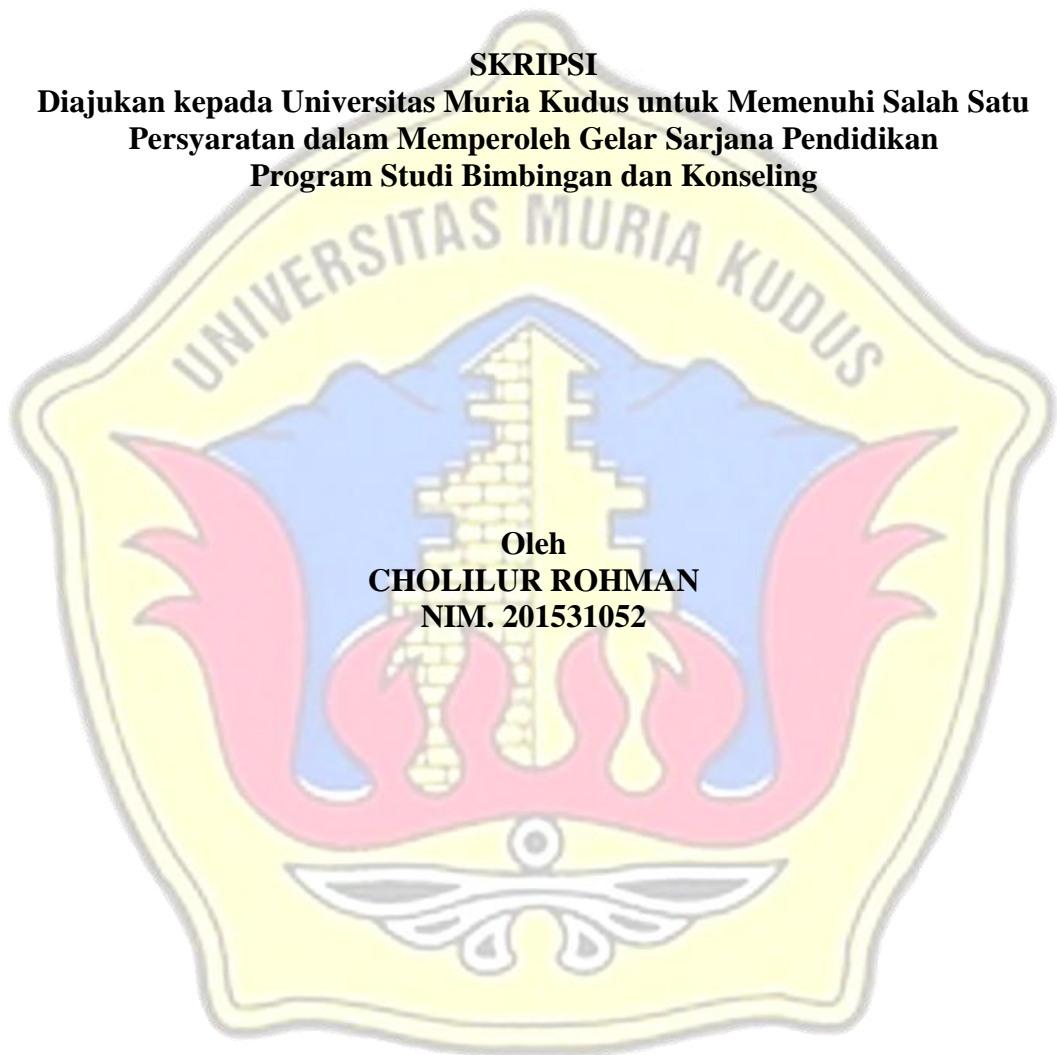 SKRIPSI
Diajukan kepada Universitas Muria Kudus untuk Memenuhi Salah Satu
Persyaratan dalam Memperoleh Gelar Sarjana Pendidikan
Program Studi Bimbingan dan Konseling
UNIVERSITAS MURIA KUDUS
Oleh
CHOLILUR ROHMAN
NIM. 201531052